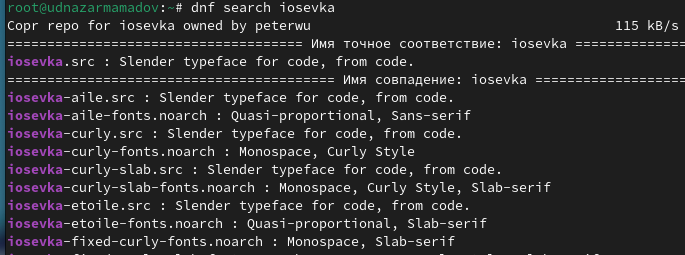 root@udnazarmamadov:~# dnf search iosevka
Copr repo for iosevka owned by peterwu 115 kB/s
==================================== Имя точное соответствие: iosevka ================
iosevka.src : Slender typeface for code, from code.
======================================== Имя совпадение: iosevka ==================
iosevka-aile.src : Slender typeface for code, from code.
iosevka-aile-fonts.noarch : Quasi-proportional, Sans-serif
iosevka-curly.src : Slender typeface for code, from code.
iosevka-curly-fonts.noarch : Monospace, Curly Style
iosevka-curly-slab.src : Slender typeface for code, from code.
iosevka-curly-slab-fonts.noarch : Monospace, Curly Style, Slab-serif
iosevka-etoile.src : Slender typeface for code, from code.
iosevka-etoile-fonts.noarch : Quasi-proportional, Slab-serif
iosevka-fixed-curly-fonts.noarch : Monospace, Slab-serif